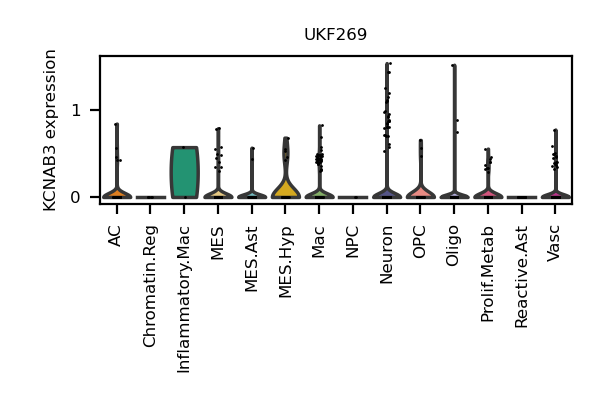 UKF269
KCNAB3 expression
1
0
AC
Chromatin.Reg
Inflammatory.Mac
MES
MES.Ast
MES.Hyp
Mac
NPC
Neuron
OPC
Oligo
Prolif.Metab
Reactive.Ast
Vasc